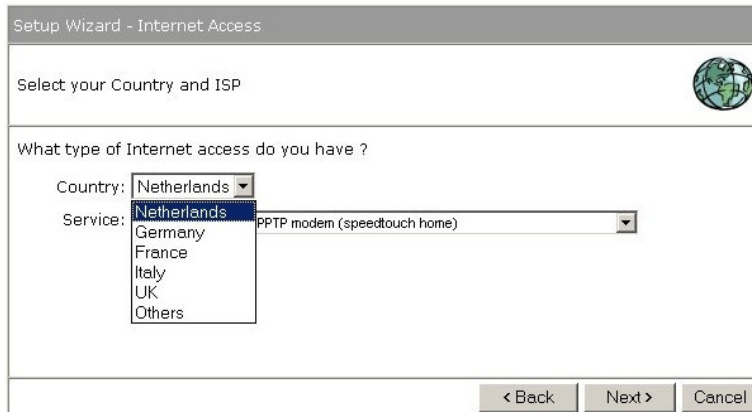 Setup Wizard - Internet Access
Select your Country and ISP
What type of Internet access do you have ?
Country: Netherlands
Service: PPTP modem (speedtouch home)
Netherlands
Germany
France
Italy
UK
Others
< Back Next > Cancel